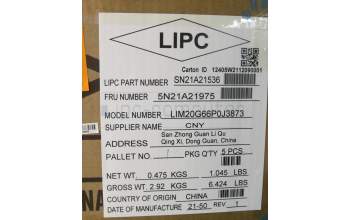 LIPC
Carton ID 12405W2112090001
LIPC PART NUMBER SN21A21536
FRU NUMBER 5N21A21975
MODEL NUMBER LIM20G66P0J3873
SUPPLIER NAME CNY
San Zhong Guan Li Qu
Qing Xi, Dong Guan, China
PALLET NO / PKG Q'TY 5 PCS
NET WT. 0.475 KGS 1.045 LBS
GROSS WT. 2.92 KGS 6.424 LBS
COUNTRY OF ORIGIN CHINA
DATE OF MANUFACTURE 21-50 REV 1